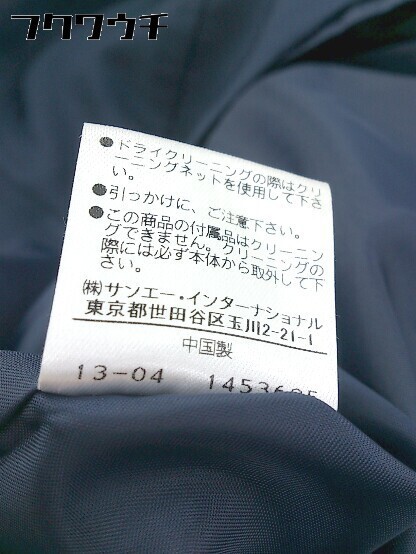 フクワウチ
●ドライクリーニングの際はクリ
ーニングネットを使用して下さ
い。
●引っかけに、ご注意下さい。
●この商品の付属品はクリーニン
グできません。クリーニングの
際には必ず本体から取外して下
さい。
㈱サンエー・インターナショナル
東京都世田谷区玉川2-21-1
中国製
13-04 1453605